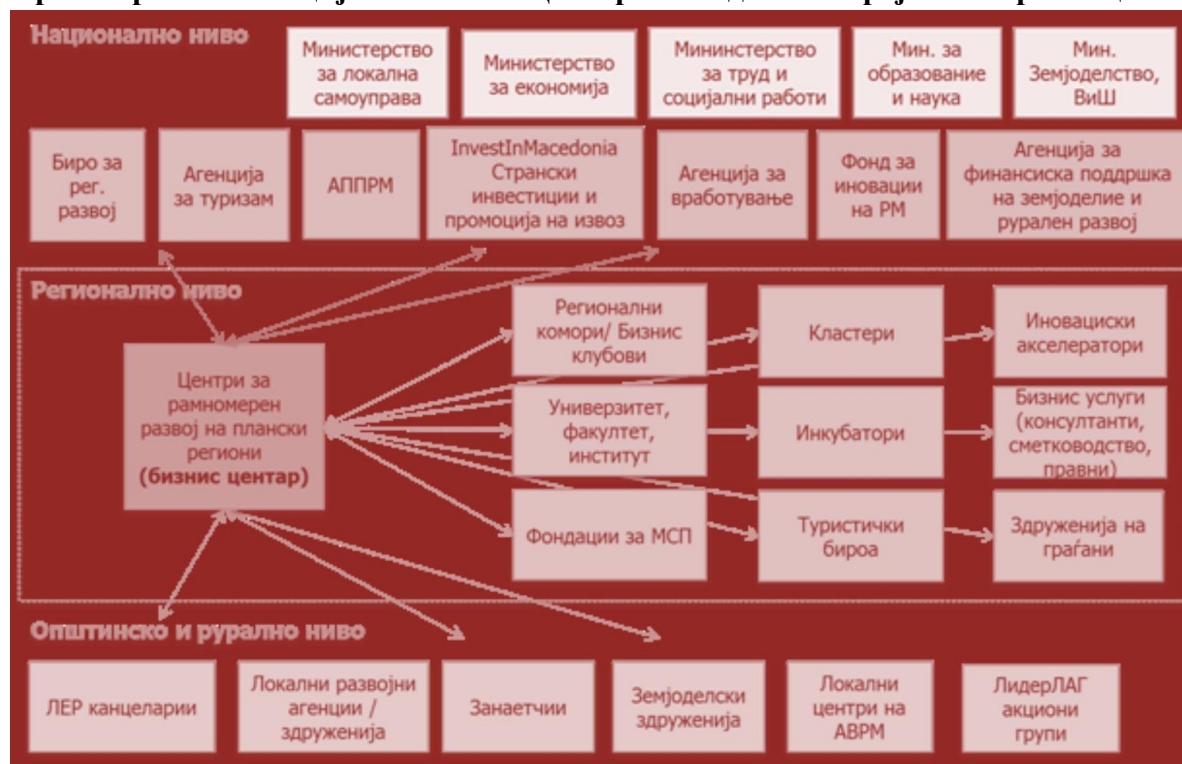 Национално ниво
Министерство
за локална
самоуправа
Министерство
за економија
Мининстерство
за труд и
социјални работи
Мин. за
образование
и наука
Мин.
Земјоделство,
ВиШ
Биро за
рег.
развој
Агенција
за туризам
АППРМ
InvestInMacedonia
Странски
инвестиции и
промоција на извоз
Агенција за
вработување
Фонд за
иновации
на РМ
Агенција за
финансиска поддршка
на земјоделие и
рурален развој
Регионално ниво
Центри за
рамномерен
развој на плански
региони
(бизнис центар)
Регионални
комори/ Бизнис
клубови
Кластери
Иновациски
акселератори
Универзитет,
факултет,
институт
Инкубатори
Бизнис услуги
(консултанти,
сметководство,
правни)
Фондации за МСП
Туристички
бироа
Здруженија на
граѓани
Општинско и рурално ниво
ЛЕР канцеларии
Локални развојни
агенции /
здруженија
Занаетчии
Земјоделски
здруженија
Локални
центри на
АВРМ
ЛидерЛАГ
акциони
групи